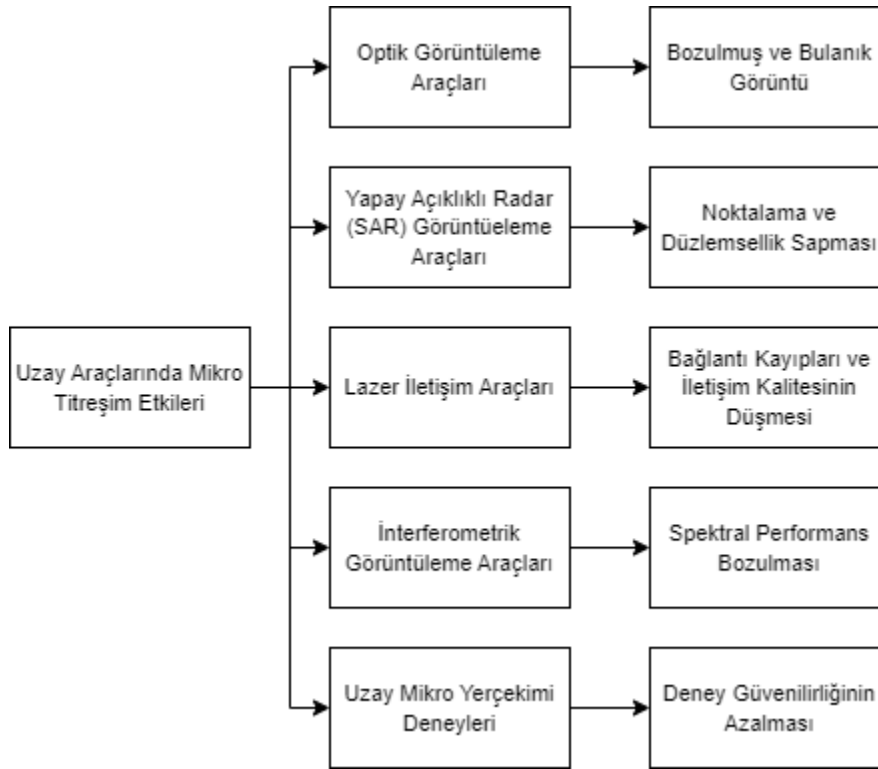 Optik Görüntüleme
Araçları
Bozulmuş ve Bulanık
Görüntü
Yapay Açıklıklı Radar
(SAR) Görüntüeleme
Araçları
Noktalama ve
Düzlemsellik Sapması
Uzay Araçlarında Mikro
Titreşim Etkileri
Lazer İletişim Araçları
Bağlantı Kayıpları ve
İletişim Kalitesinin
Düşmesi
İnterferometrik
Görüntüleme Araçları
Spektral Performans
Bozulması
Uzay Mikro Yerçekimi
Deneyleri
Deney Güvenilirliğinin
Azalması